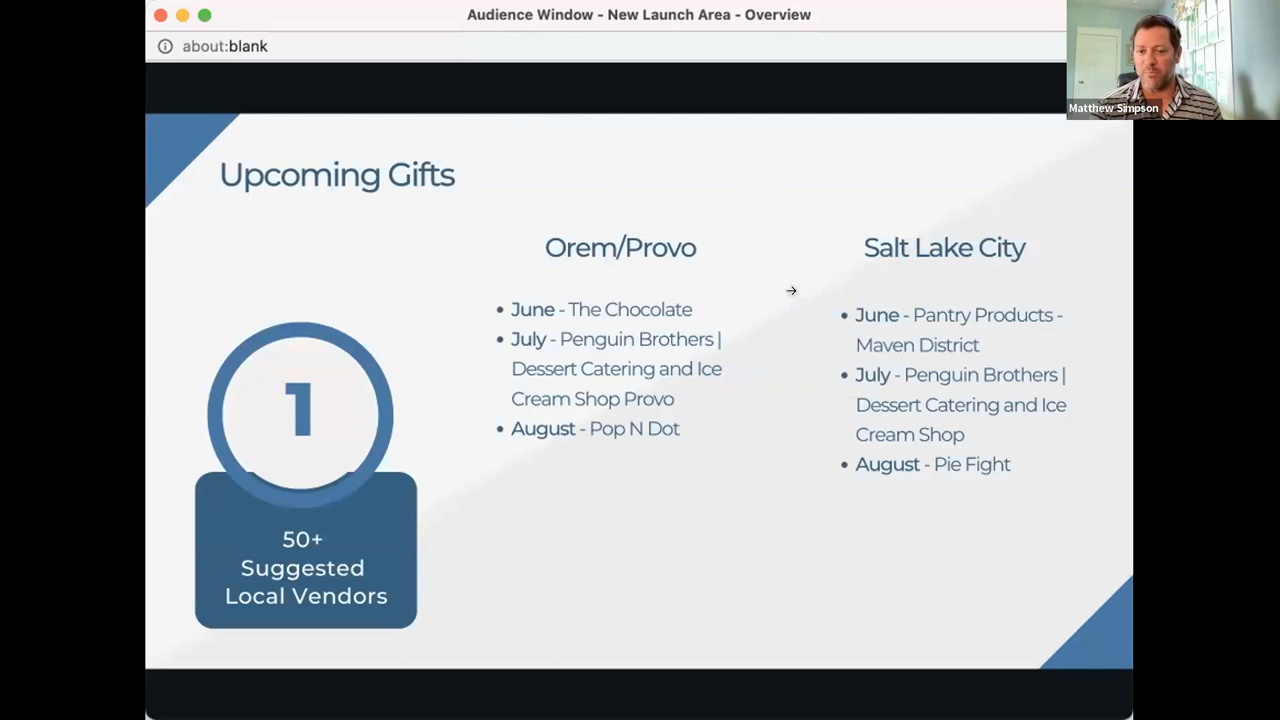 Audience Window - New Launch Area - Overview
about:blank
Matthew Simpson
Upcoming Gifts
Orem/Provo
• June - The Chocolate
• July - Penguin Brothers |
Dessert Catering and Ice
Cream Shop Provo
• August - Pop N Dot
Salt Lake City
• June - Pantry Products -
Maven District
• July - Penguin Brothers |
Dessert Catering and Ice
Cream Shop
• August - Pie Fight
1
50+
Suggested
Local Vendors